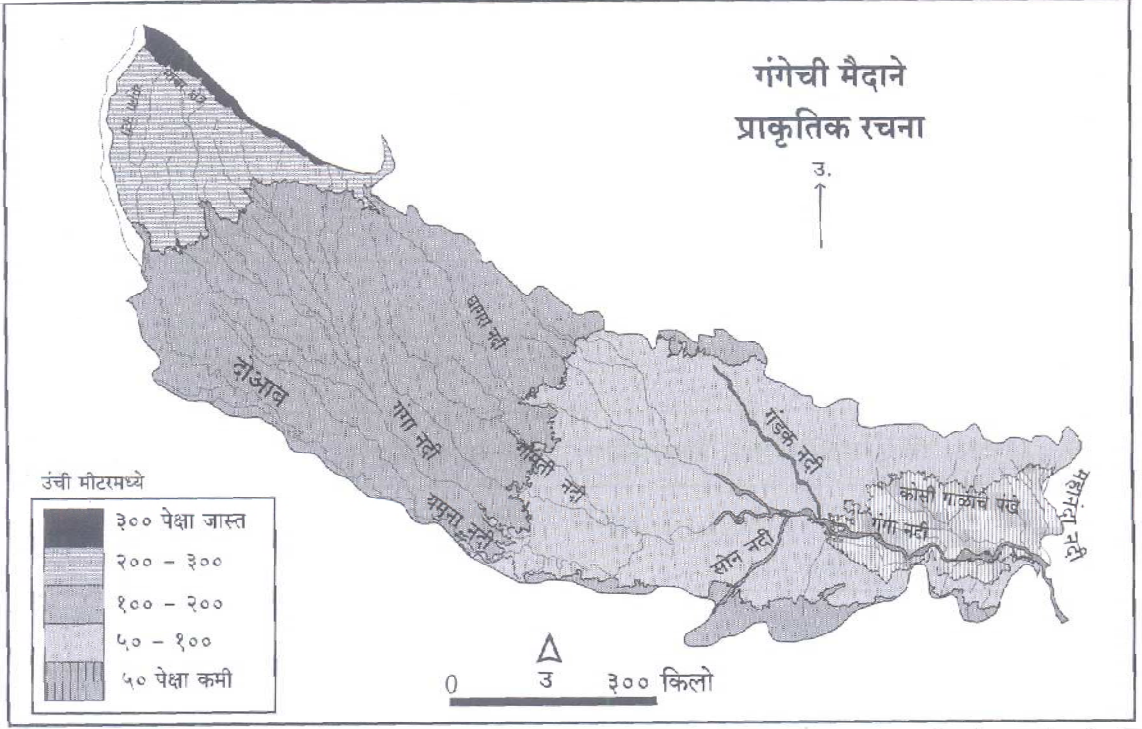 गंगेची मैदाने
प्राकृतिक रचना
उ.
घागरा नदी
दोआब
गंगा नदी
गोमती नदी
यमुना नदी
गंडक नदी
सोन नदी
गंगा नदी
कोसी गाळाचे पंखे
महानंदा नदी
उंची मीटरमध्ये
३०० पेक्षा जास्त
२०० – ३००
१०० – २००
५० – १००
५० पेक्षा कमी
उ
0 ३०० किलो